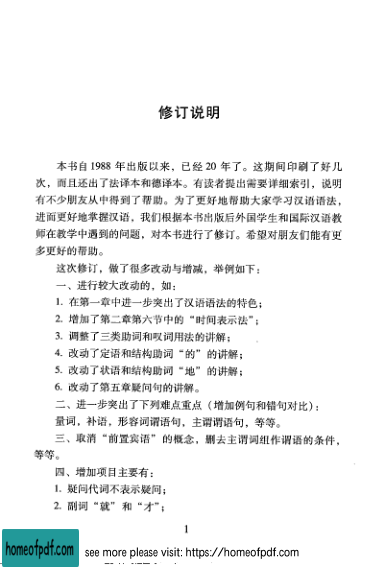 修订说明
本书自1988 年出版以来，已经 20 年了。这期间印刷了好几
次，而且还出了法译本和德译本。有读者提出需要详细索引，说明
有不少朋友从中得到了帮助。为了更好地帮助大家学习汉语语法，
进而更好地掌握汉语，我们根据本书出版后外国学生和国际汉语教
师在教学中遇到的问题，对本书进行了修订。希望对朋友们能有更
多更好的帮助。
这次修订，做了很多改动与增减，举例如下：
一、进行较大改动的，如：
1. 在第一章中进一步突出了汉语语法的特色；
2. 增加了第二章第六节中的“时间表示法”；
3. 调整了三类助词和叹词用法的讲解；
4. 改动了定语和结构助词“的”的讲解；
5. 改动了状语和结构助词“地”的讲解；
6. 改动了第五章疑问句的讲解。
二、进一步突出了下列难点重点（增加例句和错句对比）：
量词，补语，形容词谓语句，主谓谓语句，等等。
三、取消“前置宾语”的概念，删去主谓词组作谓语的条件，
等等。
四、增加项目主要有：
1. 疑问代词不表示疑问；
2. 副词“就”和“才”；
1
homeofpdf.com
see more please visit: https://homeofpdf.com